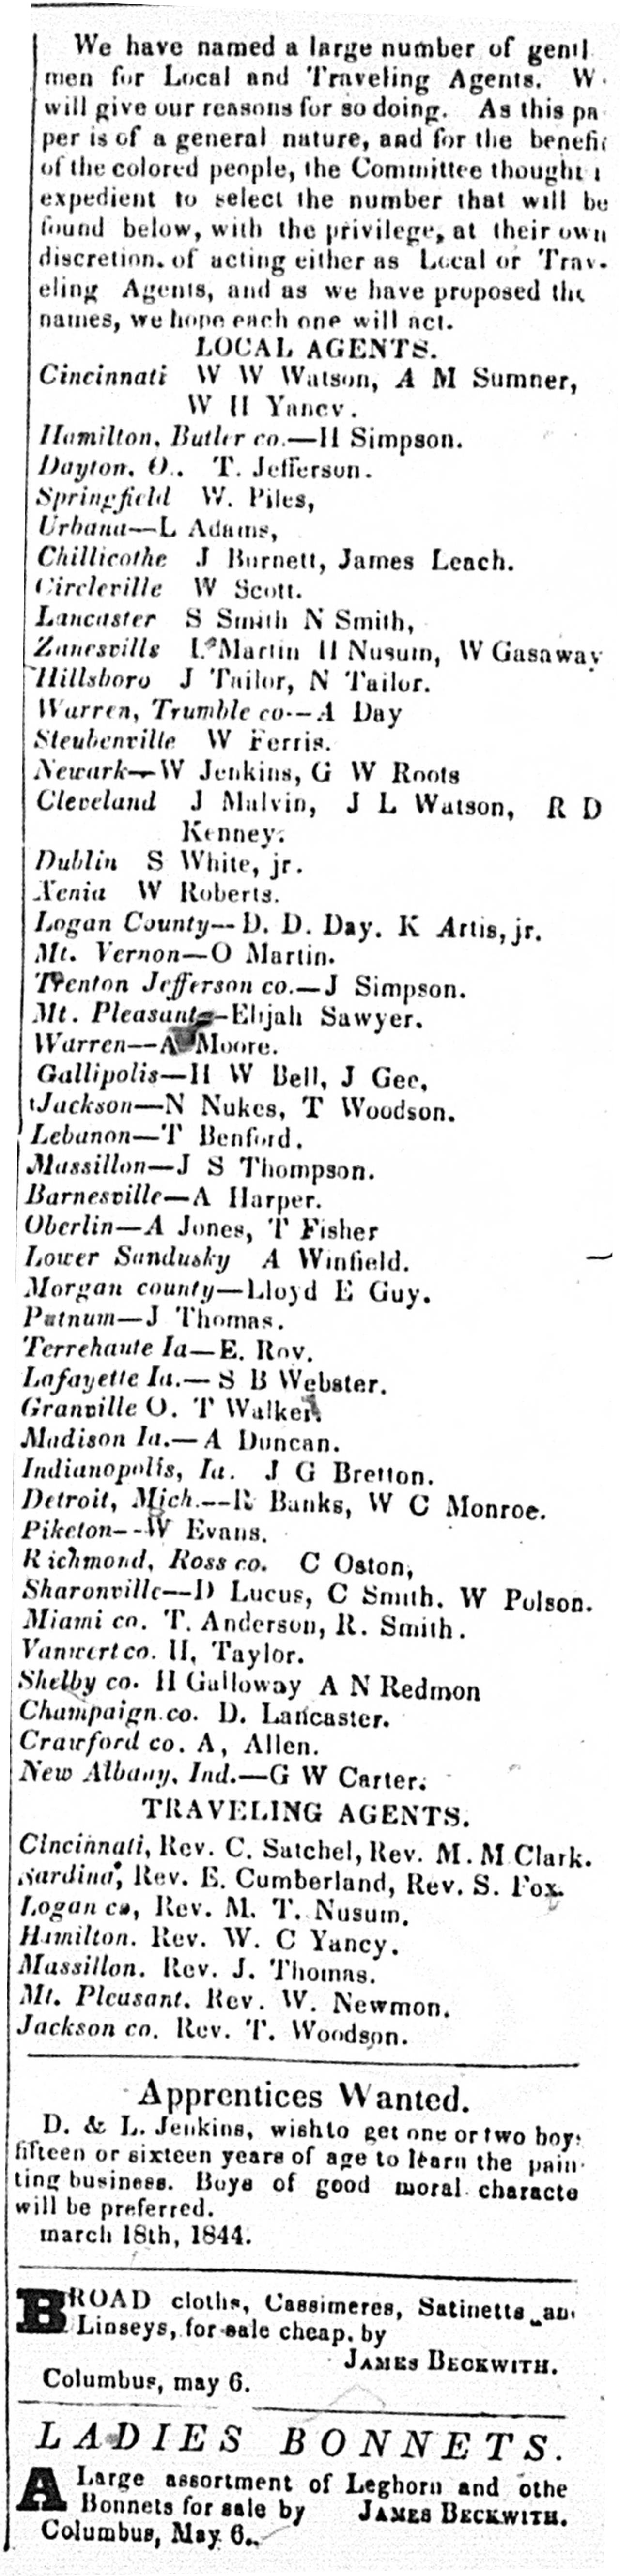 We have named a large number of gentl
men for Local and Traveling Agents. W
will give our reasons for so doing. As this pa
per is of a general nature, and for the benefit
of the colored people, the Committee thought i
expedient to select the number that will be
found below, with the privilege, at their own
discretion, of acting either as Local or Trav-
eling Agents, and as we have proposed the
names, we hope each one will act.
LOCAL AGENTS.
Cincinnati W W Watson, A M Sumner,
W H Yancy.
Hamilton, Butler co.—H Simpson.
Dayton, O.. T. Jefferson.
Springfield W. Piles,
Urbana—L Adams,
Chillicothe J Burnett, James Leach.
Circleville W Scott.
Lancaster S Smith N Smith,
Zanesville L Martin H Nusum, W Gasaway
Hillsboro J Tailor, N Tailor.
Warren, Trumble co.—A Day
Steubenville W Ferris.
Newark—W Jenkins, G W Roots
Cleveland J Malvin, J L Watson, R D
Kenney.
Dublin S White, jr.
Xenia W Roberts.
Logan County—D. D. Day. K Artis, jr.
Mt. Vernon—O Martin.
Trenton Jefferson co.—J Simpson.
Mt. Pleasant—Elijah Sawyer.
Warren—A Moore.
Gallipolis—H W Bell, J Gee,
Jackson—N Nukes, T Woodson.
Lebanon—T Benford.
Massillon—J S Thompson.
Barnesville—A Harper.
Oberlin—A Jones, T Fisher
Lower Sandusky A Winfield.
Morgan county—Lloyd E Guy.
Putnum—J Thomas.
Terrehaute Ia—E. Roy.
Lafayette Ia.—S B Webster.
Granville O. T Walker.
Madison Ia.—A Duncan.
Indianopolis, Ia. J G Bretton.
Detroit, Mich.--R Banks, W C Monroe.
Piketon--W Evans.
Richmond, Ross co. C Oston,
Sharonville—D Lucus, C Smith. W Polson.
Miami co. T. Anderson, R. Smith.
Vanwert co. H, Taylor.
Shelby co. H Galloway A N Redmon
Champaign.co. D. Lancaster.
Crawford co. A, Allen.
New Albany, Ind.—G W Carter.
TRAVELING AGENTS.
Cincinnati, Rev. C. Satchel, Rev. M. M Clark.
Sardina, Rev. E. Cumberland, Rev. S. Fox.
Logan co, Rev. M. T. Nusum.
Hamilton. Rev. W. C Yancy.
Massillon. Rev. J. Thomas.
Mt. Pleusant. Rev. W. Newmon.
Jackson co. Rev. T. Woodson.
Apprentices Wanted.
D. & L. Jenkins, wish to get one or two boys
fifteen or sixteen years of age to learn the pain-
ting business. Boys of good moral characte
will be preferred.
march 18th, 1844.
BROAD cloths, Cassimeres, Satinetts an
Linseys, for sale cheap, by
JAMES BECKWITH.
Columbus, may 6.
LADIES BONNETS.
A Large assortment of Leghorn and othe
Bonnets for sale by JAMES BECKWITH.
Columbus, May. 6.